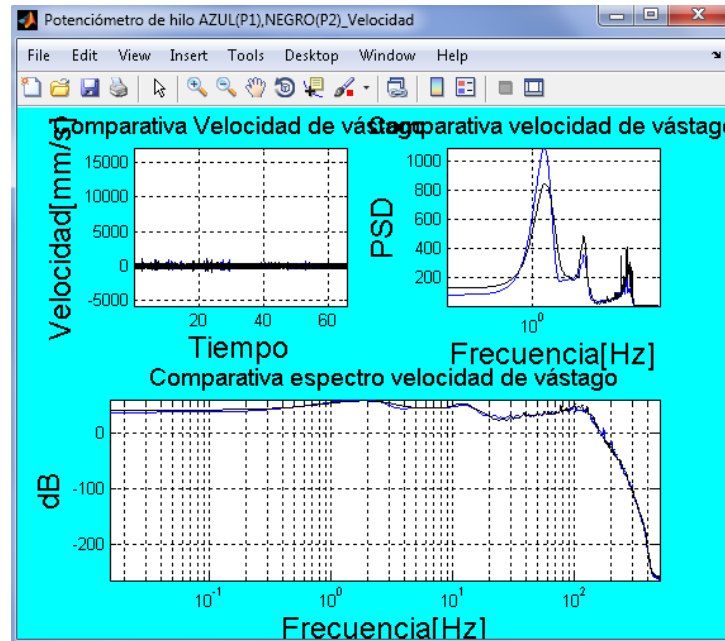 Potenciómetro de hilo AZUL(P1),NEGRO(P2)_Velocidad
File Edit View Insert Tools Desktop Window Help
Comparativa Velocidad de vástago
Comparativa velocidad de vástago
Velocidad[mm/s]
15000
10000
5000
0
-5000
20 40 60
Tiempo
PSD
1000
800
600
400
200
10^0
Frecuencia[Hz]
Comparativa espectro velocidad de vástago
dB
0
-100
-200
10^-1 10^0 10^1 10^2
Frecuencia[Hz]